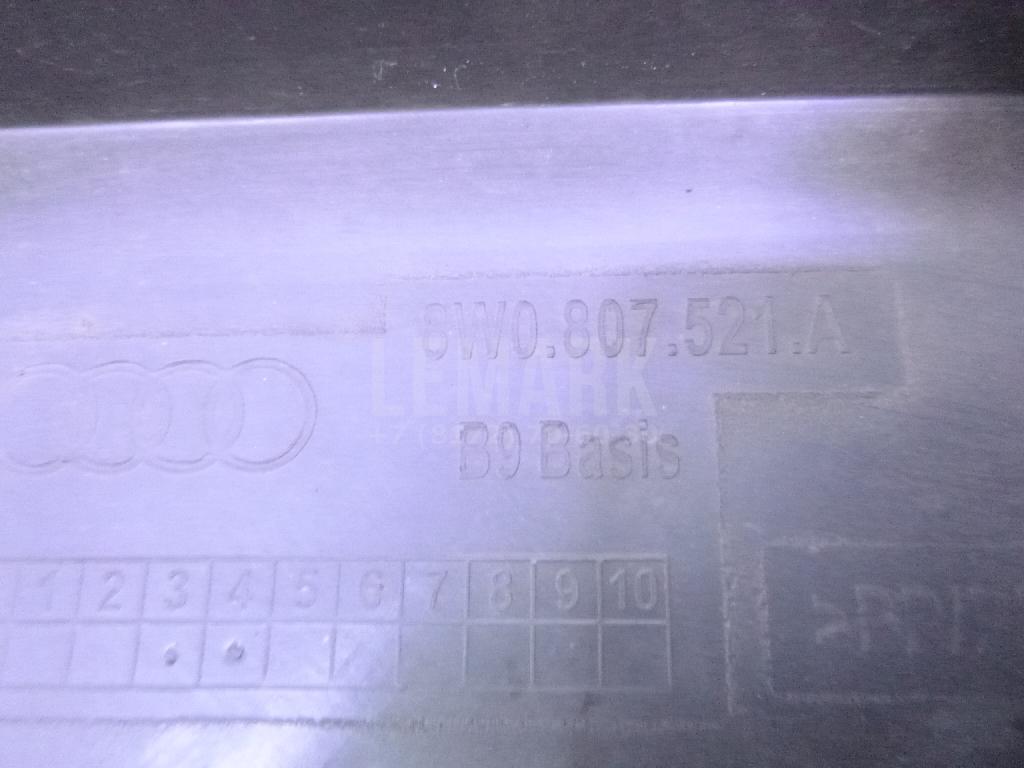 8W0.807.521.A
LEMARK
B9 Basis
1 2 3 4 5 6 7 8 9 10